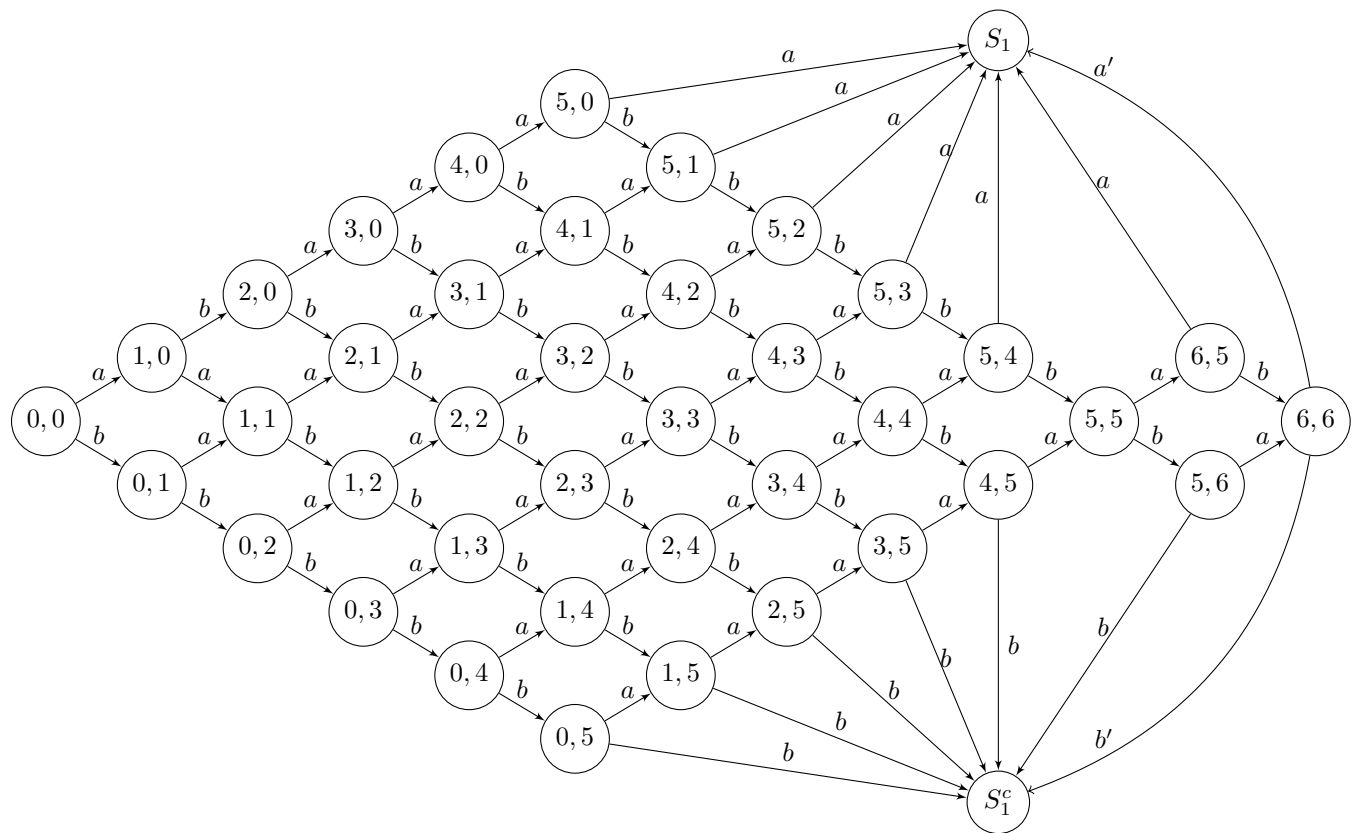 S₁
a′
a
5, 0
a
b
a
a
4, 0
5, 1
a
b
a
b
a
a
a
3, 0
4, 1
5, 2
a
b
a
b
a
b
2, 0
3, 1
4, 2
5, 3
b
b
a
b
a
b
a
b
1, 0
2, 1
3, 2
4, 3
5, 4
6, 5
a
a
a
b
a
b
a
b
a
b
a
b
0, 0
1, 1
2, 2
3, 3
4, 4
5, 5
6, 6
b
a
b
a
b
a
b
a
b
a
b
a
0, 1
1, 2
2, 3
3, 4
4, 5
5, 6
b
a
b
a
b
a
b
a
0, 2
1, 3
2, 4
3, 5
b
a
b
a
b
a
b
b
b
0, 3
1, 4
2, 5
b
a
b
a
b
0, 4
1, 5
b
a
b
0, 5
b
b′
S₁ᶜ